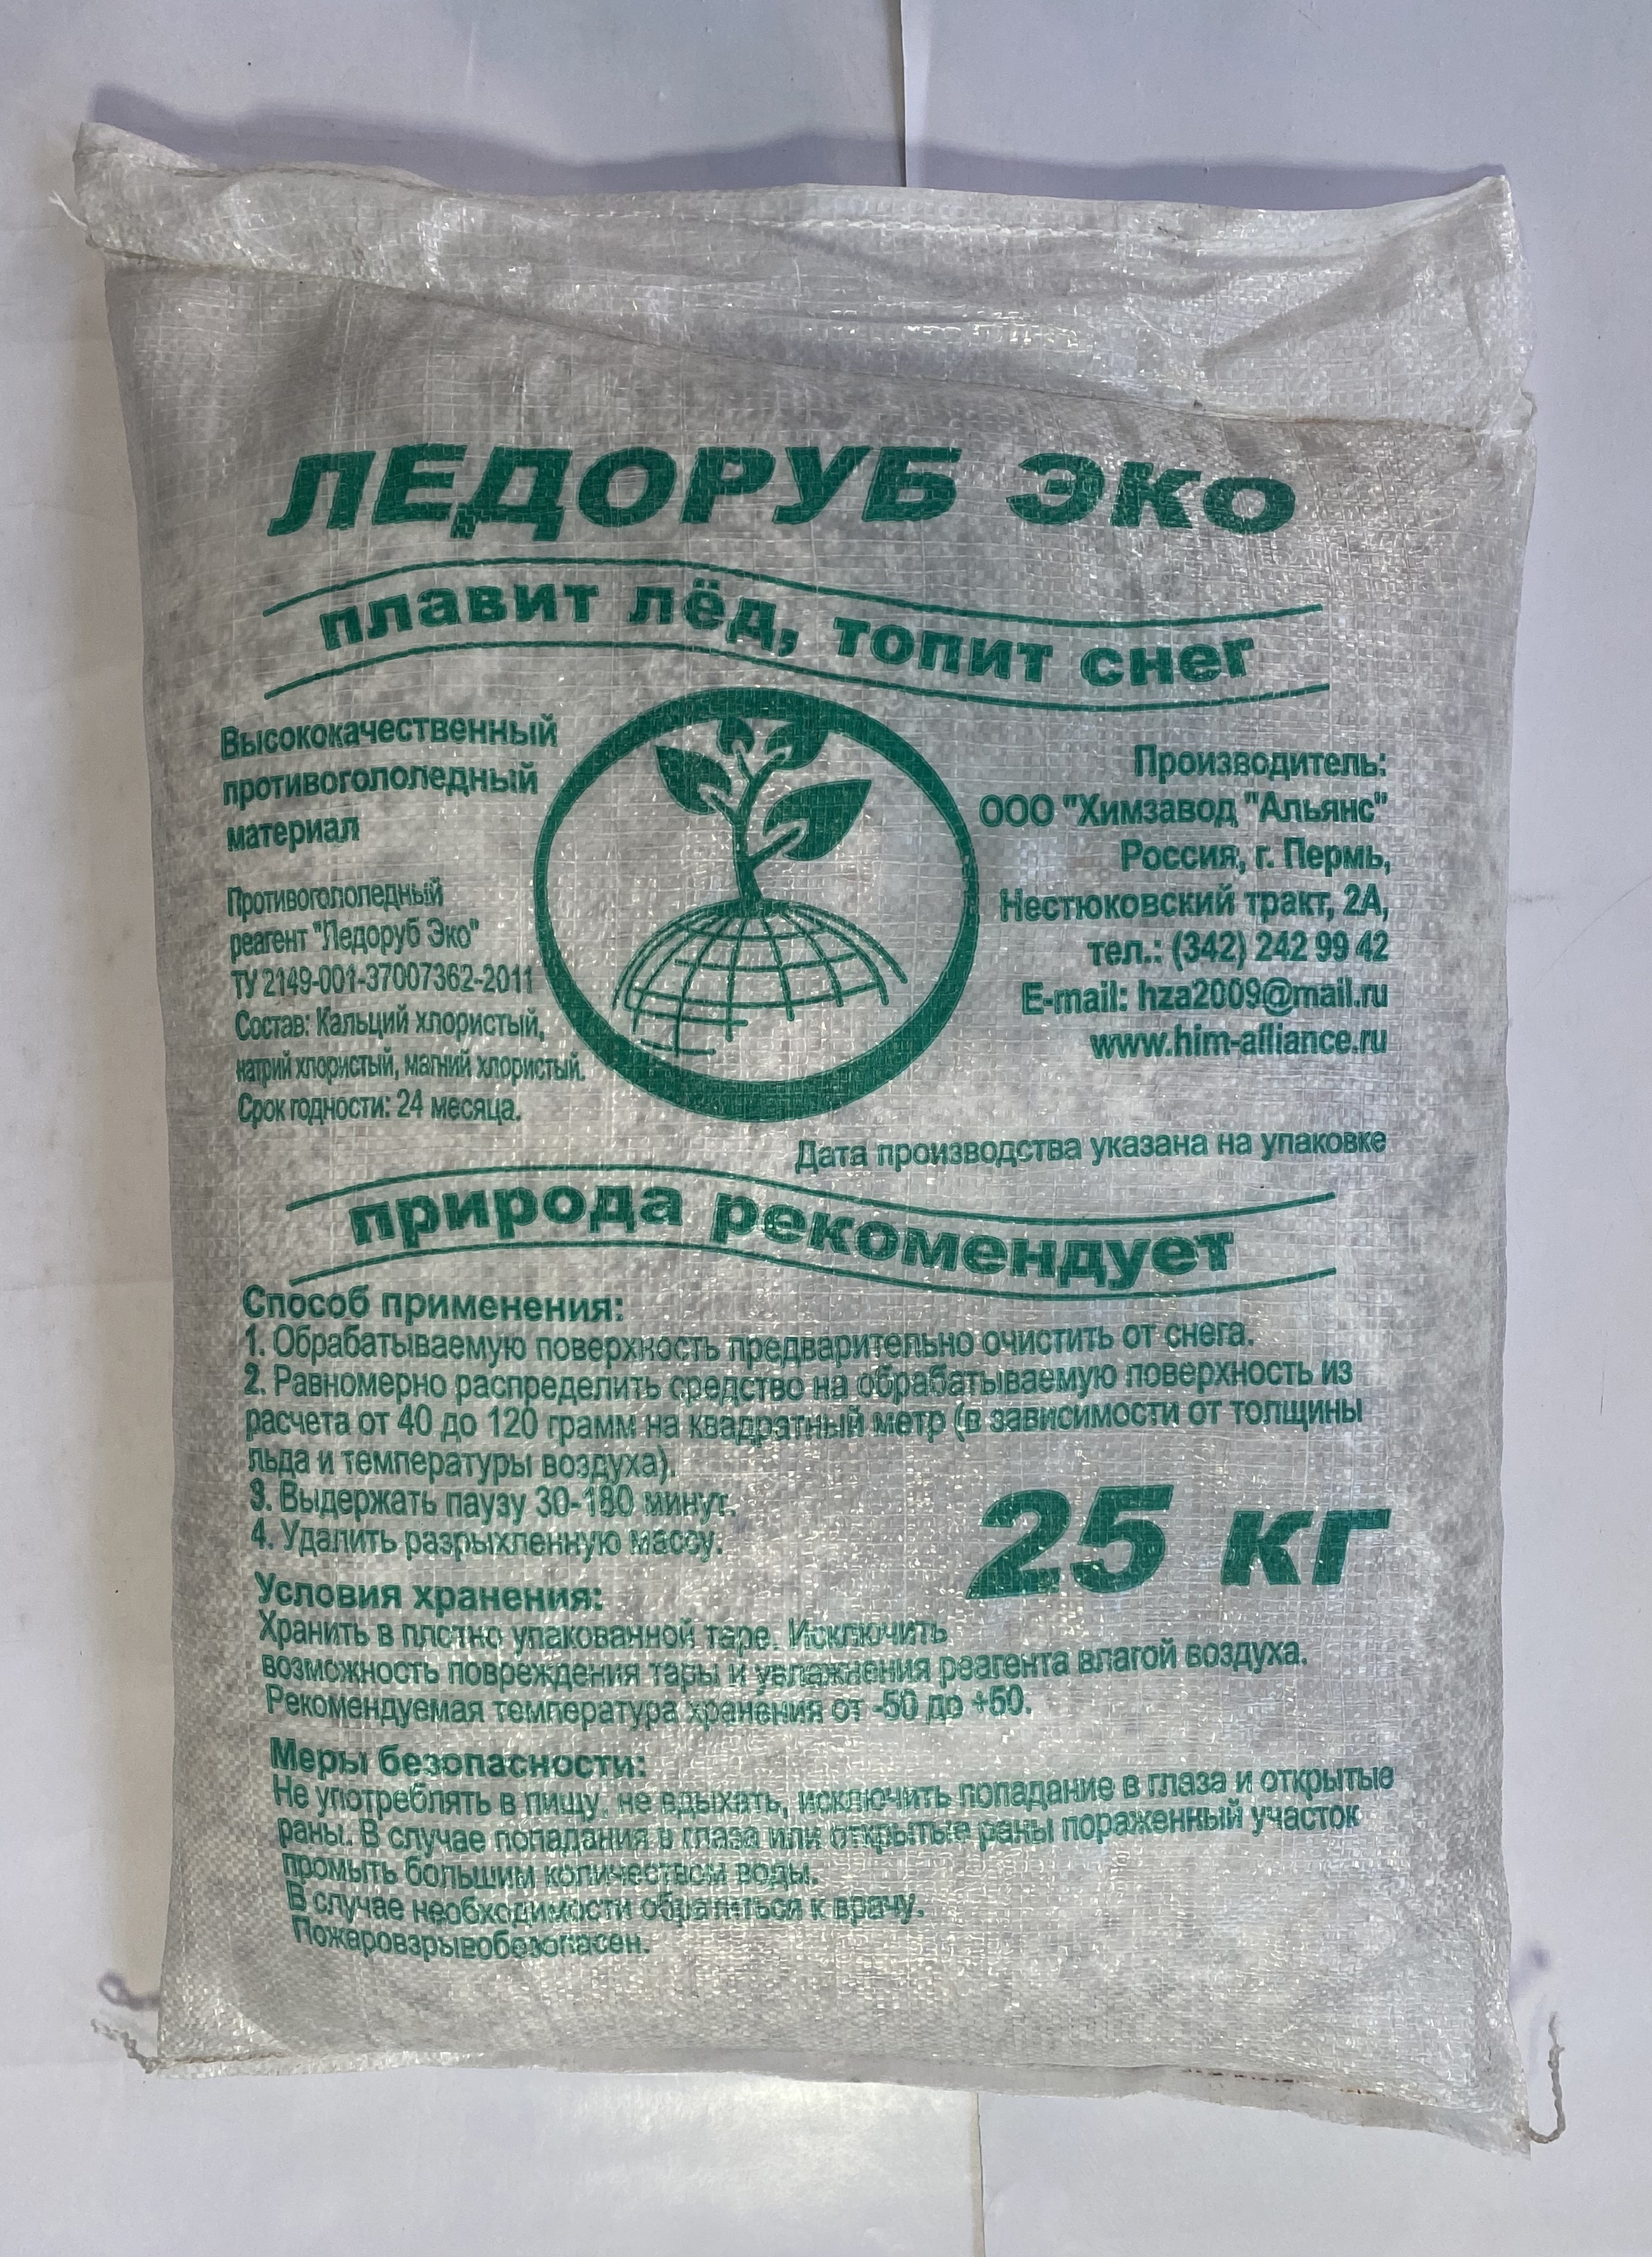 ЛЕДОРУБ ЭКО
плавит лёд, топит снег
Высококачественный
противогололедный
материал
Противогололедный
реагент "Ледоруб Эко"
ТУ 2149-001-37007362-2011
Состав: Кальций хлористый,
натрий хлористый, магний хлористый.
Срок годности: 24 месяца.
Производитель:
ООО "Химзавод "Альянс"
Россия, г. Пермь,
Нестюковский тракт, 2А,
тел.: (342) 242 99 42
E-mail: hza2009@mail.ru
www.him-alliance.ru
Дата производства указана на упаковке
природа рекомендует
Способ применения:
1. Обрабатываемую поверхность предварительно очистить от снега.
2. Равномерно распределить средство на обрабатываемую поверхность из
расчета от 40 до 120 грамм на квадратный метр (в зависимости от толщины
льда и температуры воздуха).
3. Выдержать паузу 30-180 минут.
4. Удалить разрыхленную массу.
25 кг
Условия хранения:
Хранить в плотно упакованной таре. Исключить
возможность повреждения тары и увлажнения реагента влагой воздуха.
Рекомендуемая температура хранения от -50 до +50.
Меры безопасности:
Не употреблять в пищу, не вдыхать, исключить попадание в глаза и открытые
раны. В случае попадания в глаза или открытые раны пораженный участок
промыть большим количеством воды.
В случае необходимости обратиться к врачу.
Пожаровзрывобезопасен.